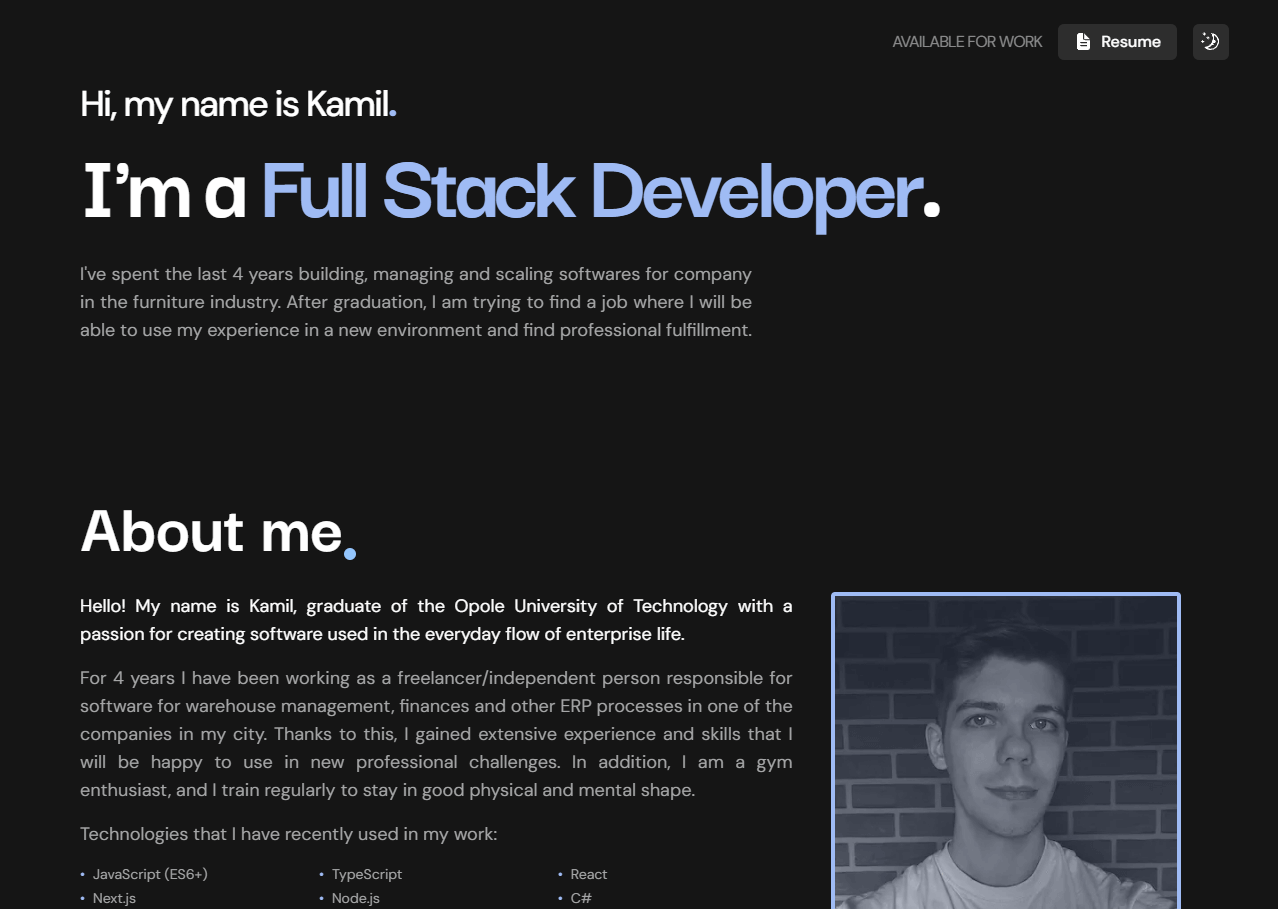 AVAILABLE FOR WORK
Resume
Hi, my name is Kamil.
I’m a Full Stack Developer.
I've spent the last 4 years building, managing and scaling softwares for company
in the furniture industry. After graduation, I am trying to find a job where I will be
able to use my experience in a new environment and find professional fulfillment.
About me.
Hello! My name is Kamil, graduate of the Opole University of Technology with a
passion for creating software used in the everyday flow of enterprise life.
For 4 years I have been working as a freelancer/independent person responsible for
software for warehouse management, finances and other ERP processes in one of the
companies in my city. Thanks to this, I gained extensive experience and skills that I
will be happy to use in new professional challenges. In addition, I am a gym
enthusiast, and I train regularly to stay in good physical and mental shape.
Technologies that I have recently used in my work:
• JavaScript (ES6+) • TypeScript • React
• Next.js • Node.js • C#